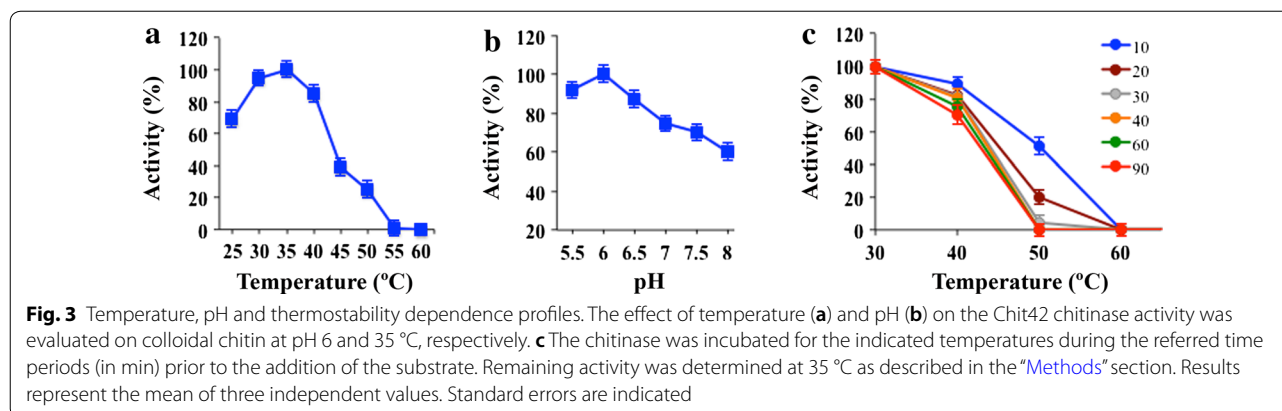 a
120
100
80
60
40
20
0
Activity (%)
25 30 35 40 45 50 55 60
Temperature (ºC)
b
120
100
80
60
40
20
Activity (%)
5.5 6 6.5 7 7.5 8
pH
c
120
100
80
60
40
20
0
Activity (%)
30 40 50 60
Temperature (ºC)
10
20
30
40
60
90
Fig. 3 Temperature, pH and thermostability dependence profiles. The effect of temperature (a) and pH (b) on the Chit42 chitinase activity was
evaluated on colloidal chitin at pH 6 and 35 °C, respectively. c The chitinase was incubated for the indicated temperatures during the referred time
periods (in min) prior to the addition of the substrate. Remaining activity was determined at 35 °C as described in the “Methods” section. Results
represent the mean of three independent values. Standard errors are indicated